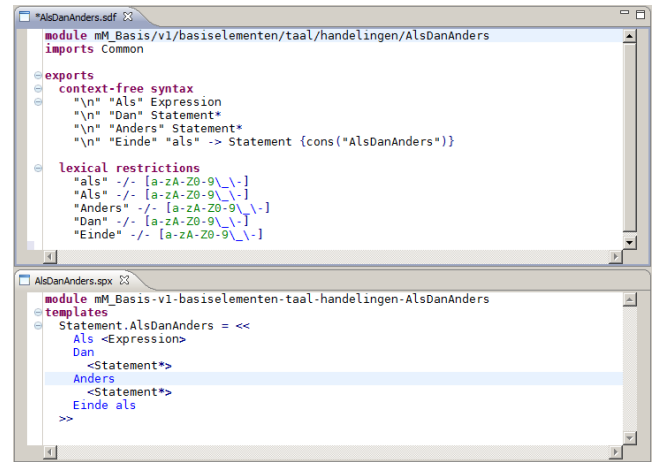 *AlsDanAnders.sdf
module mM_Basis/v1/basiselementen/taal/handelingen/AlsDanAnders
imports Common
exports
context-free syntax
"\n" "Als" Expression
"\n" "Dan" Statement*
"\n" "Anders" Statement*
"\n" "Einde" "als" -> Statement {cons("AlsDanAnders")}
lexical restrictions
"als" -/- [a-zA-Z0-9\_\-]
"Als" -/- [a-zA-Z0-9\_\-]
"Anders" -/- [a-zA-Z0-9\_\-]
"Dan" -/- [a-zA-Z0-9\_\-]
"Einde" -/- [a-zA-Z0-9\_\-]
AlsDanAnders.spx
module mM_Basis-v1-basiselementen-taal-handelingen-AlsDanAnders
templates
Statement.AlsDanAnders = <<
Als <Expression>
Dan
<Statement*>
Anders
<Statement*>
Einde als
>>